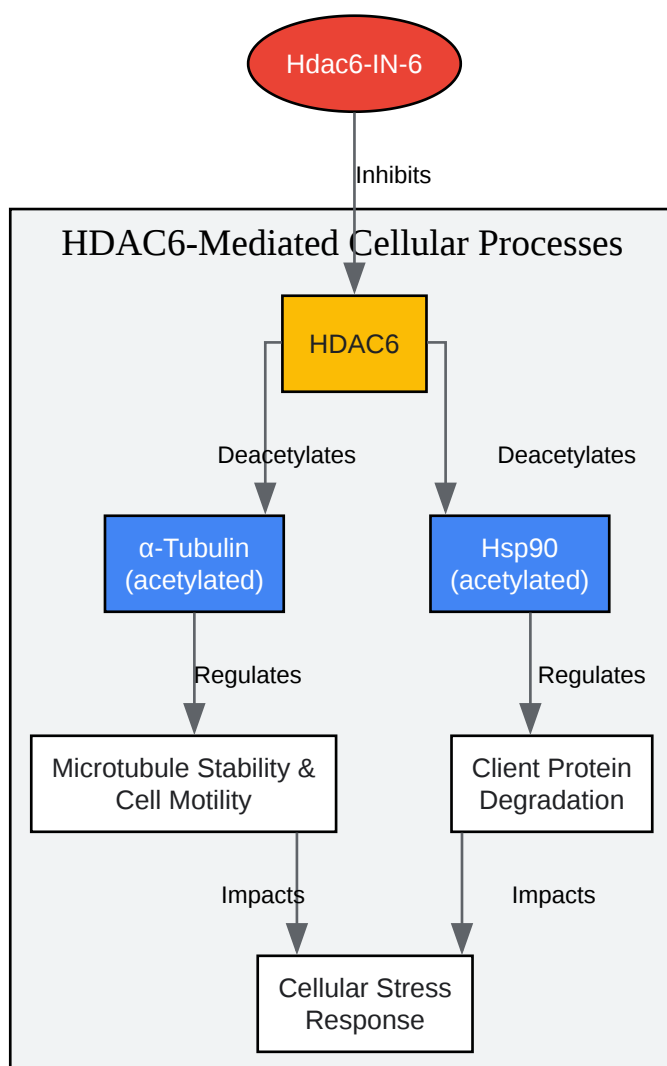 Hdac6-IN-6
Inhibits
HDAC6-Mediated Cellular Processes
HDAC6
Deacetylates
Deacetylates
α-Tubulin
(acetylated)
Hsp90
(acetylated)
Regulates
Regulates
Microtubule Stability &
Cell Motility
Client Protein
Degradation
Impacts
Impacts
Cellular Stress
Response